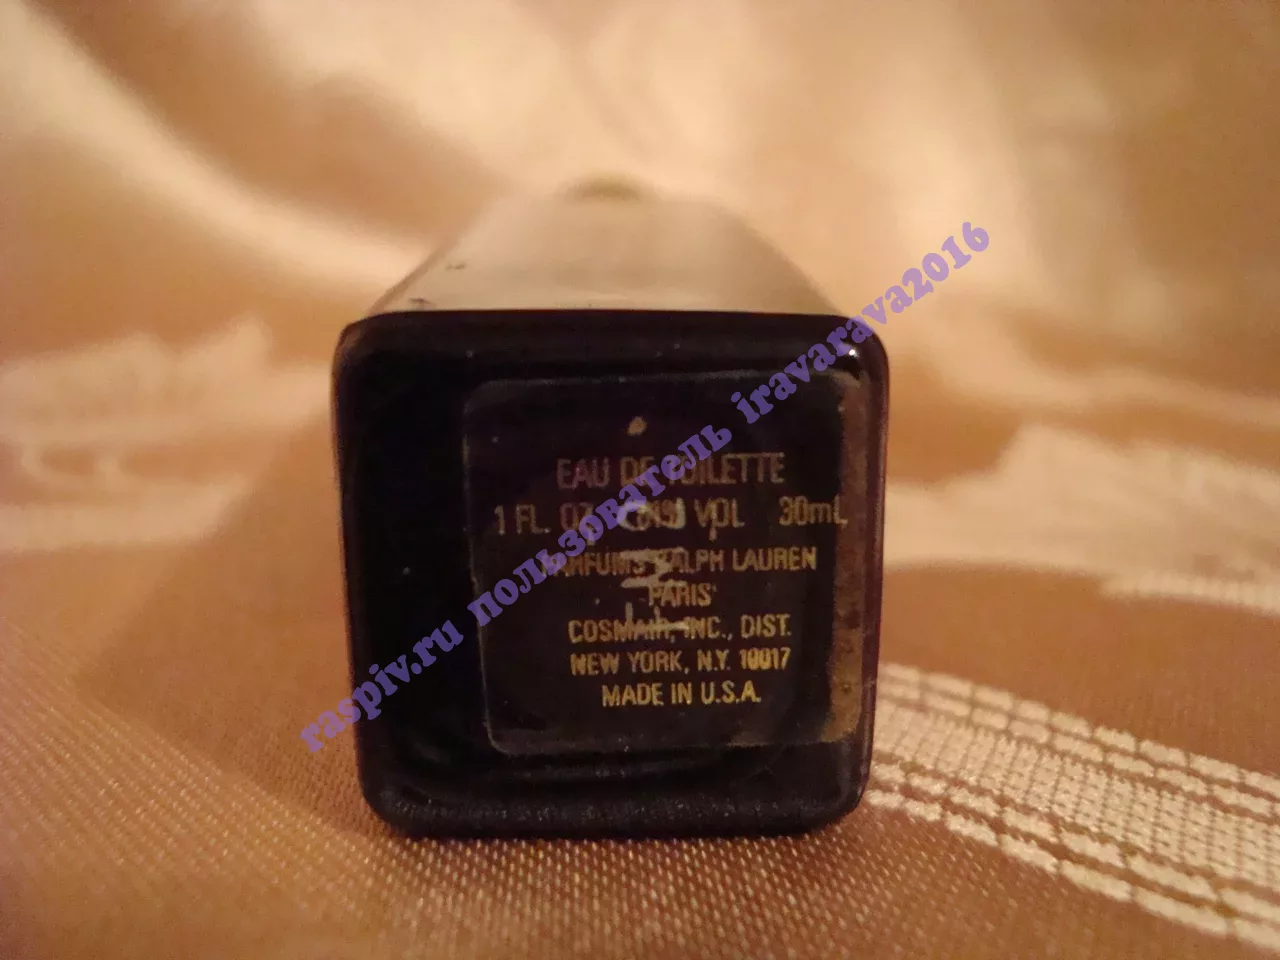 EAU DE TOILETTE
1 FL. OZ. VOL 30mL
PARFUMS RALPH LAUREN
PARIS
COSMAIR, INC., DIST.
NEW YORK, N.Y. 10017
MADE IN U.S.A.
raspiv.ru пользователь iravarava2016